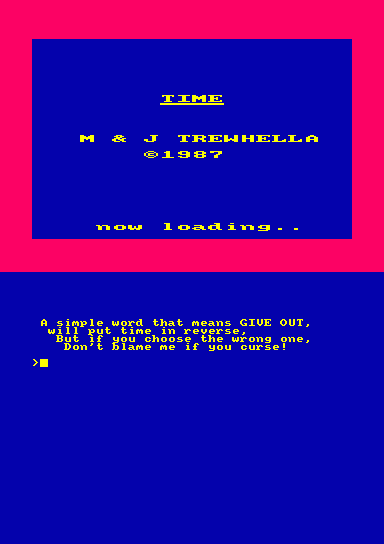 TIME
M & J TREWHELLA
©1987
now loading..
A simple word that means GIVE OUT,
will put time in reverse,
But if you choose the wrong one,
Don't blame me if you curse!
>